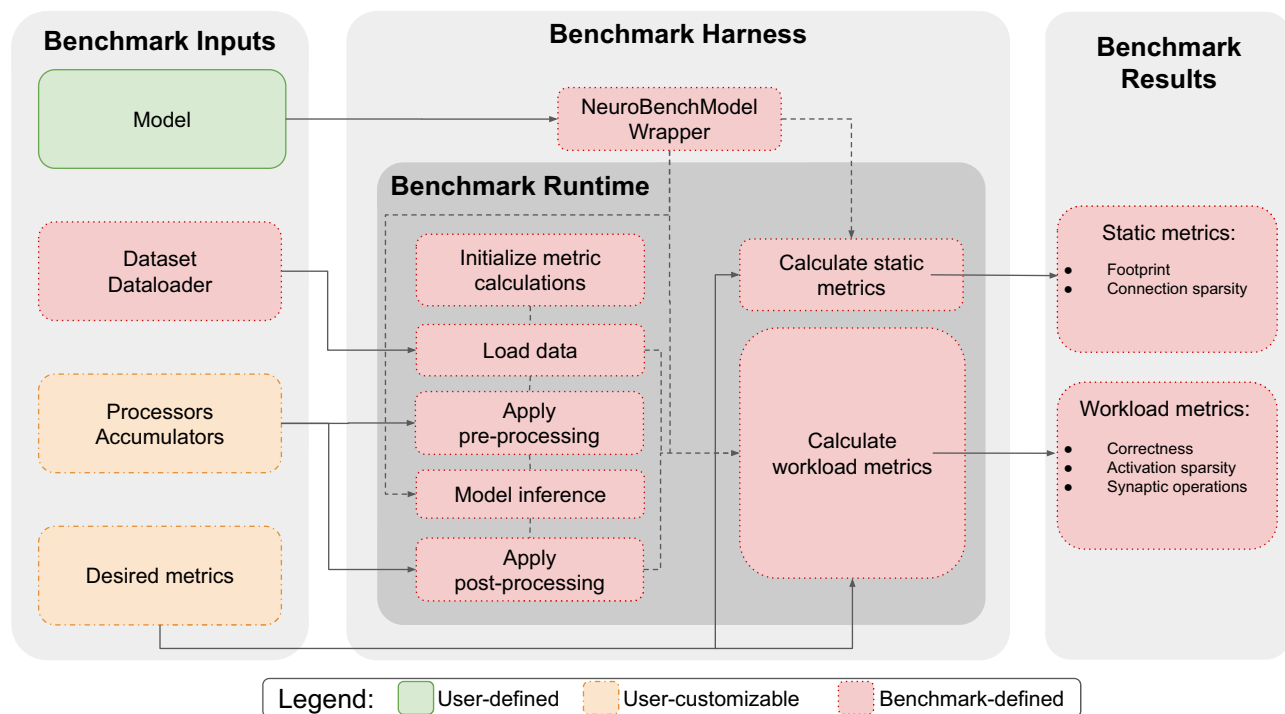 Benchmark Inputs
Model
Dataset
Dataloader
Processors
Accumulators
Desired metrics
Benchmark Harness
NeuroBenchModel
Wrapper
Benchmark Runtime
Initialize metric
calculations
Load data
Apply
pre-processing
Model inference
Apply
post-processing
Calculate static
metrics
Calculate
workload metrics
Benchmark
Results
Static metrics:
● Footprint
● Connection sparsity
Workload metrics:
● Correctness
● Activation sparsity
● Synaptic operations
Legend: User-defined User-customizable Benchmark-defined